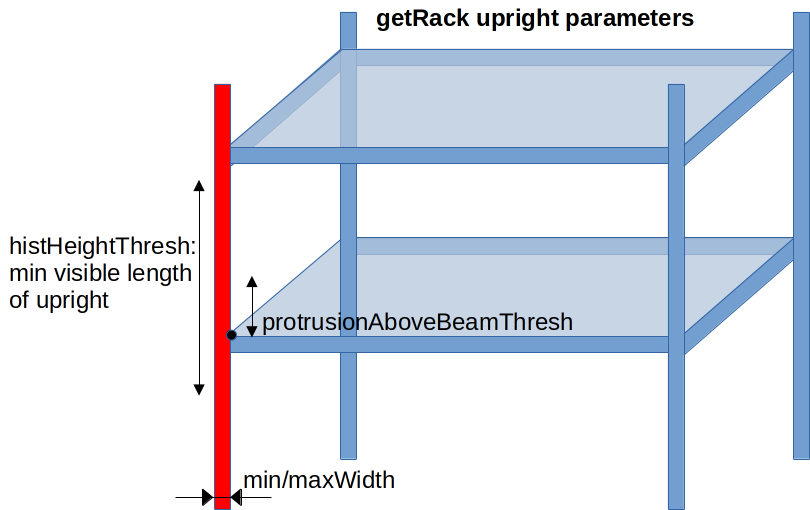 getRack upright parameters
histHeightThresh:
min visible length
of upright
protrusionAboveBeamThresh
min/maxWidth